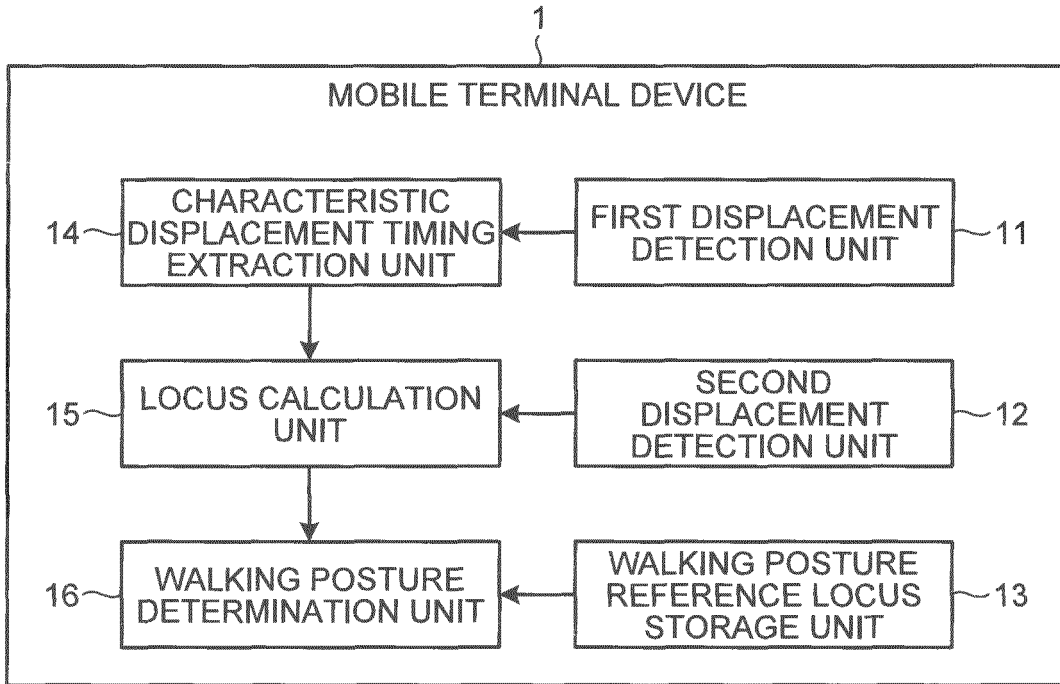 1
MOBILE TERMINAL DEVICE
14
CHARACTERISTIC
DISPLACEMENT TIMING
EXTRACTION UNIT
FIRST DISPLACEMENT
DETECTION UNIT
11
15
LOCUS CALCULATION
UNIT
SECOND
DISPLACEMENT
DETECTION UNIT
12
16
WALKING POSTURE
DETERMINATION UNIT
WALKING POSTURE
REFERENCE LOCUS
STORAGE UNIT
13